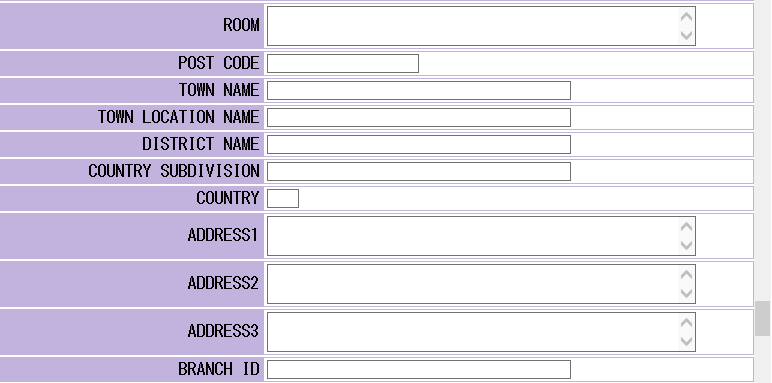 ROOM
POST CODE
TOWN NAME
TOWN LOCATION NAME
DISTRICT NAME
COUNTRY SUBDIVISION
COUNTRY
ADDRESS1
ADDRESS2
ADDRESS3
BRANCH ID